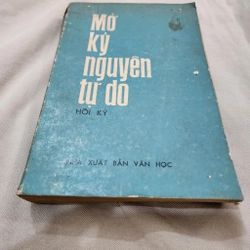 Mở
kỷ
nguyên
tự do
HỒI KÝ
NHÀ XUẤT BẢN VĂN HỌC